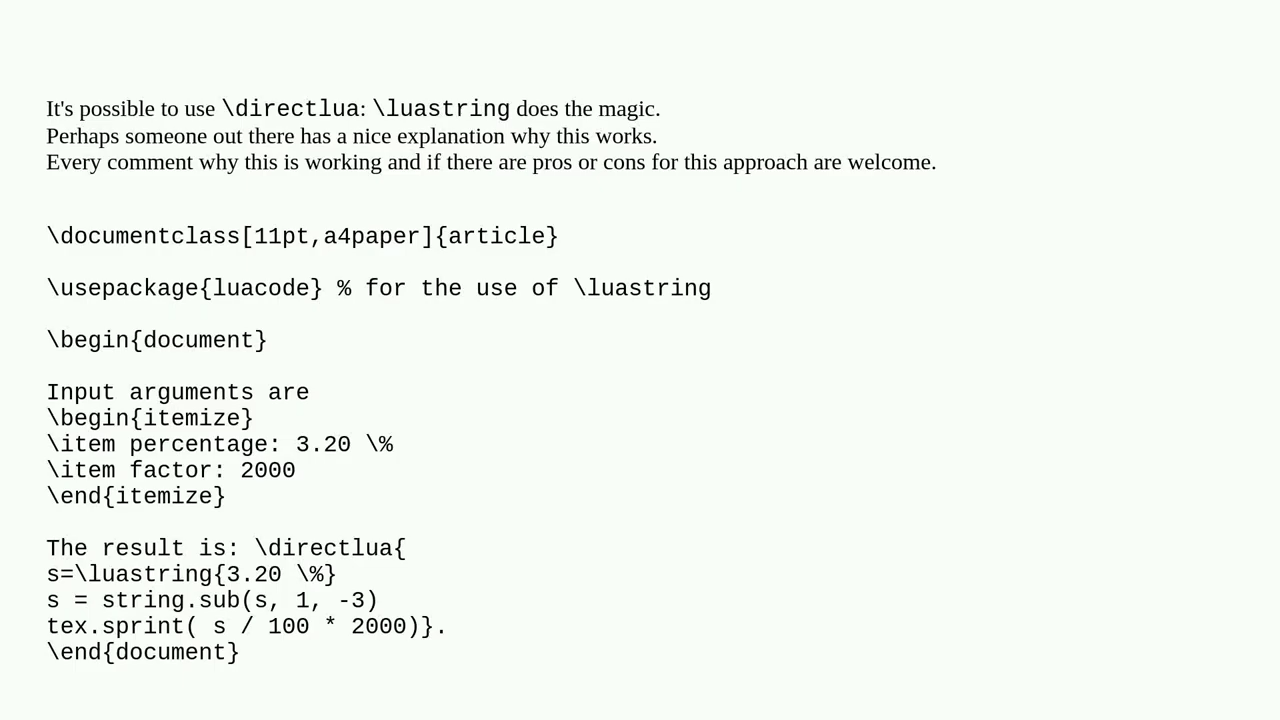 It's possible to use \directlua: \luastring does the magic.
Perhaps someone out there has a nice explanation why this works.
Every comment why this is working and if there are pros or cons for this approach are welcome.
\documentclass[11pt,a4paper]{article}
\usepackage{luacode} % for the use of \luastring
\begin{document}
Input arguments are
\begin{itemize}
\item percentage: 3.20 \%
\item factor: 2000
\end{itemize}
The result is: \directlua{
s=\luastring{3.20 \%}
s = string.sub(s, 1, -3)
tex.sprint( s / 100 * 2000)}.
\end{document}